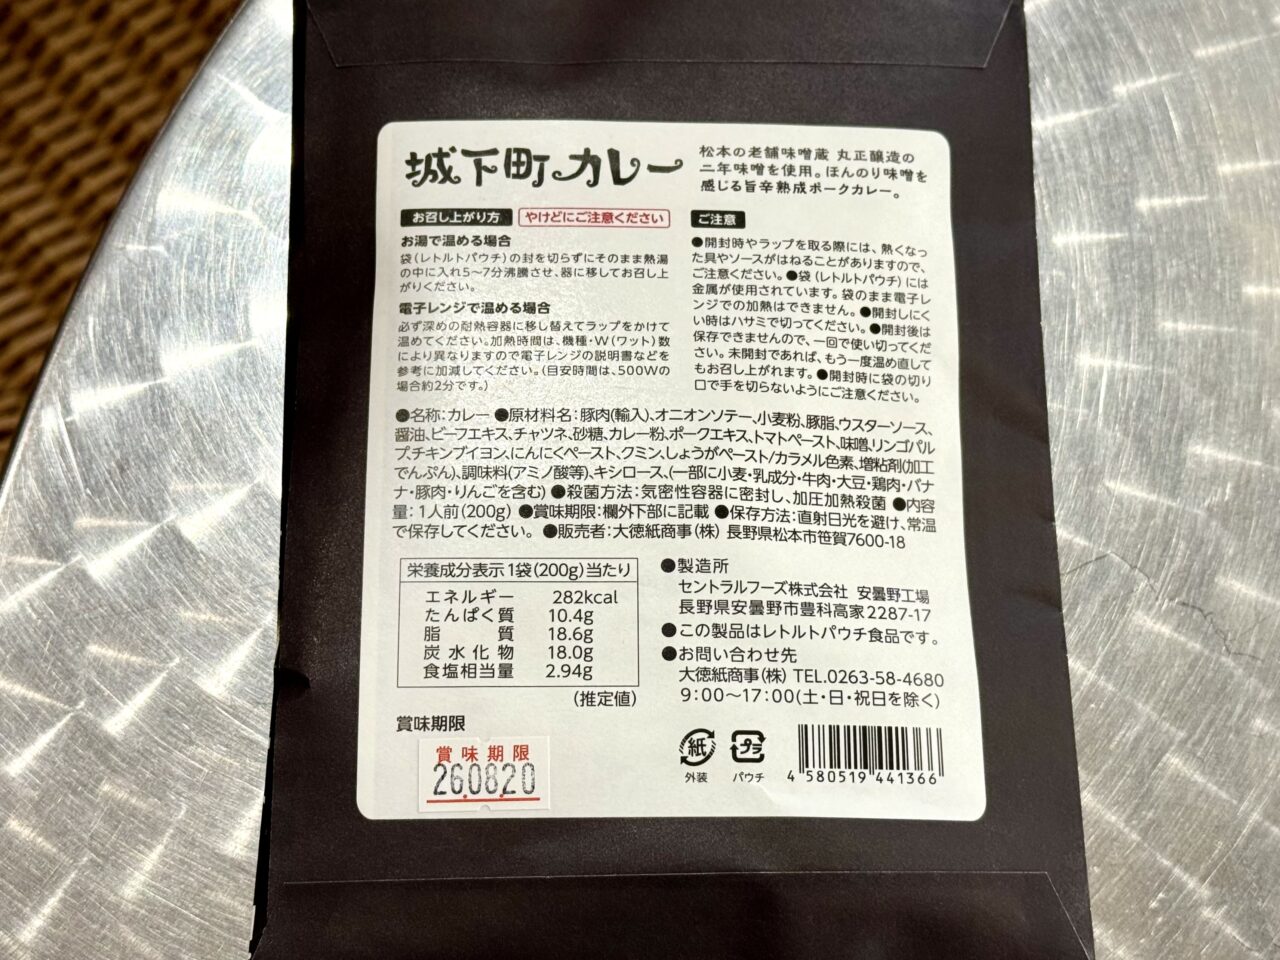 城下町カレー
松本の老舗味噌蔵 丸正醸造の
二年味噌を使用。ほんのり味噌を
感じる旨辛熟成ポークカレー。
お召し上がり方 やけどにご注意ください
お湯で温める場合
袋(レトルトパウチ)の封を切らずにそのまま熱湯
の中に入れ5〜7分沸騰させ、器に移してお召し上
がりください。
電子レンジで温める場合
必ず深めの耐熱容器に移し替えてラップをかけて
温めてください。加熱時間は、機種・W(ワット)数
により異なりますので電子レンジの説明書などを
参考に加減してください。(目安時間は、500Wの
場合約2分です。)
ご注意
●開封時やラップを取る際には、熱くなっ
た具やソースがはねることがありますので、
ご注意ください。●袋(レトルトパウチ)には
金属が使用されています。袋のまま電子レ
ンジでの加熱はできません。●開封しにく
い時はハサミで切ってください。●開封後は
保存できませんので、一回で使い切ってくだ
さい。未開封であれば、もう一度温め直して
もお召し上がれます。●開封時に袋の切り
口で手を切らないようにご注意ください。
●名称:カレー ●原材料名:豚肉(輸入)、オニオンソテー、小麦粉、豚脂、ウスターソース、
醤油、ビーフエキス、チャツネ、砂糖、カレー粉、ポークエキス、トマトペースト、味噌、リンゴパル
プ、チキンブイヨン、にんにくペースト、クミン、しょうがペースト/カラメル色素、増粘剤(加工
でんぷん)、調味料(アミノ酸等)、キシロース、(一部に小麦・乳成分・牛肉・大豆・鶏肉・バナ
ナ・豚肉・りんごを含む) ●殺菌方法:気密性容器に密封し、加圧加熱殺菌 ●内容
量:1人前(200g) ●賞味期限:欄外下部に記載 ●保存方法:直射日光を避け、常温
で保存してください。 ●販売者:大徳紙商事(株) 長野県松本市笹賀7600-18
栄養成分表示 1袋(200g)当たり
エネルギー 282kcal
たんぱく質 10.4g
脂質 18.6g
炭水化物 18.0g
食塩相当量 2.94g
(推定値)
●製造所
セントラルフーズ株式会社 安曇野工場
長野県安曇野市豊科高家2287-17
●この製品はレトルトパウチ食品です。
●お問い合わせ先
大徳紙商事(株) TEL.0263-58-4680
9:00〜17:00(土・日・祝日を除く)
賞味期限
賞味期限
26.08.20
紙
外装
プラ
パウチ
4 580519 441366